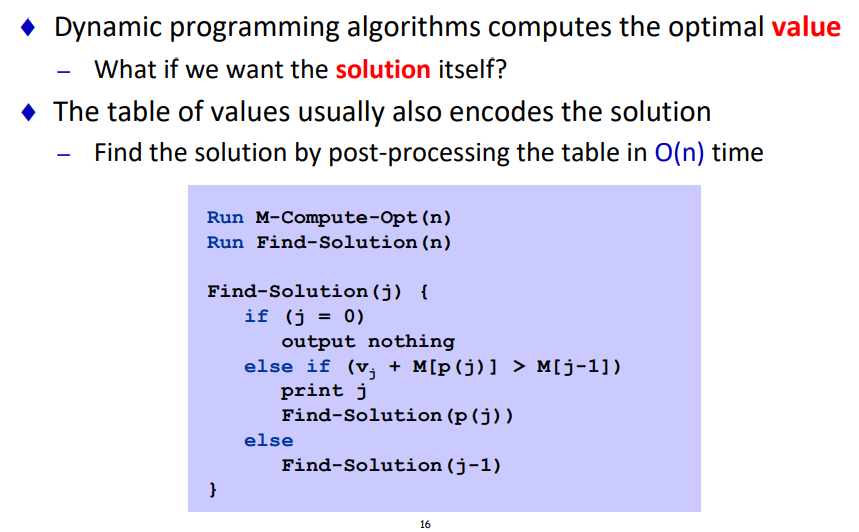 ♦ Dynamic programming algorithms computes the optimal value
– What if we want the solution itself?
♦ The table of values usually also encodes the solution
– Find the solution by post-processing the table in O(n) time
Run M-Compute-Opt(n)
Run Find-Solution(n)
Find-Solution(j) {
if (j = 0)
output nothing
else if (vj + M[p(j)] > M[j-1])
print j
Find-Solution(p(j))
else
Find-Solution(j-1)
}
16